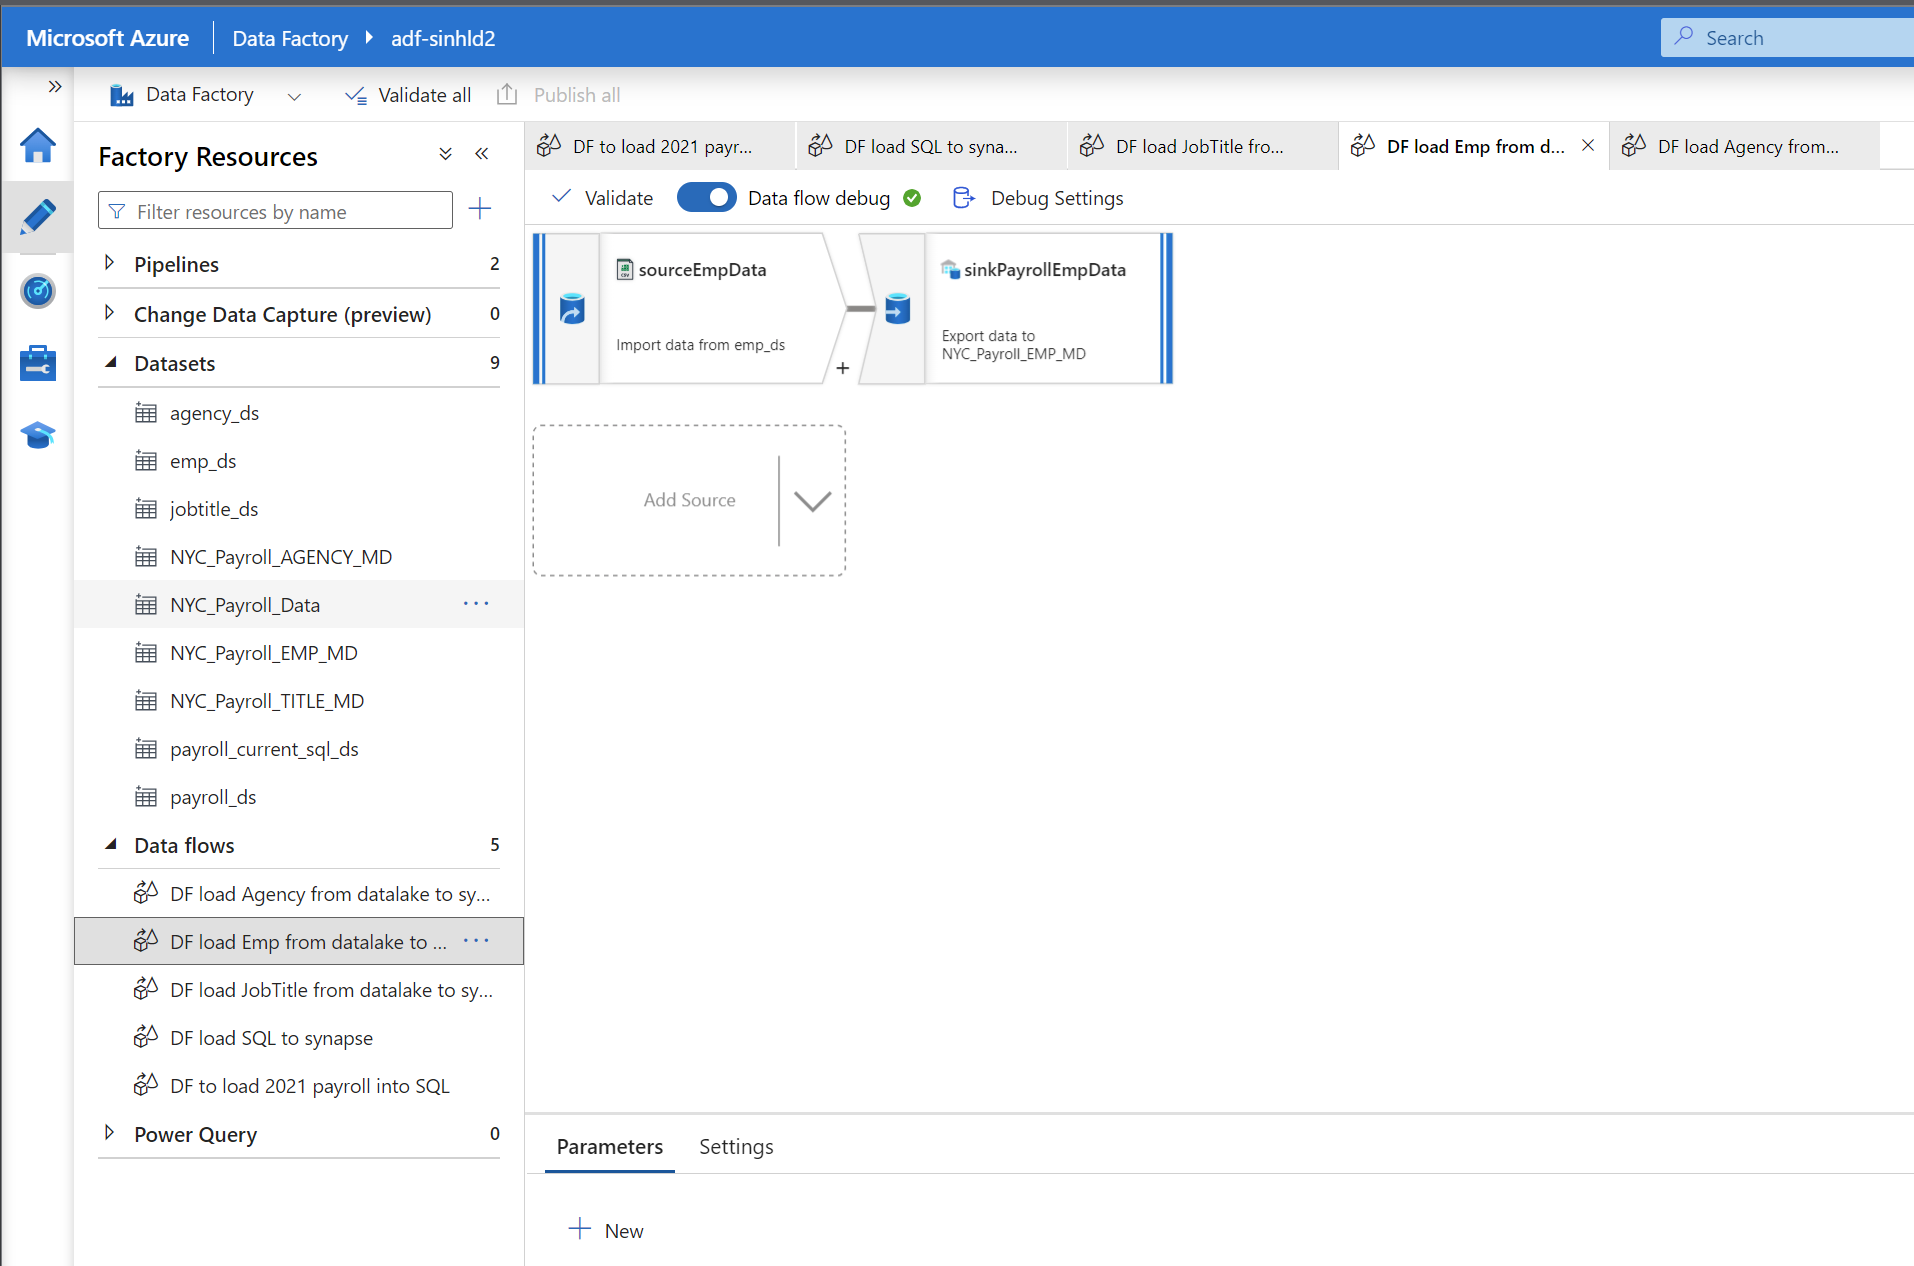 Microsoft Azure
Data Factory
adf-sinhld2
Search
Data Factory
Validate all
Publish all
Factory Resources
Filter resources by name
Pipelines 2
Change Data Capture (preview) 0
Datasets 9
agency_ds
emp_ds
jobtitle_ds
NYC_Payroll_AGENCY_MD
NYC_Payroll_Data
NYC_Payroll_EMP_MD
NYC_Payroll_TITLE_MD
payroll_current_sql_ds
payroll_ds
Data flows 5
DF load Agency from datalake to sy...
DF load Emp from datalake to ...
DF load JobTitle from datalake to sy...
DF load SQL to synapse
DF to load 2021 payroll into SQL
Power Query 0
DF to load 2021 payr...
DF load SQL to syna...
DF load JobTitle fro...
DF load Emp from d...
DF load Agency from...
Validate
Data flow debug
Debug Settings
sourceEmpData
Import data from emp_ds
sinkPayrollEmpData
Export data to
NYC_Payroll_EMP_MD
Add Source
Parameters
Settings
New